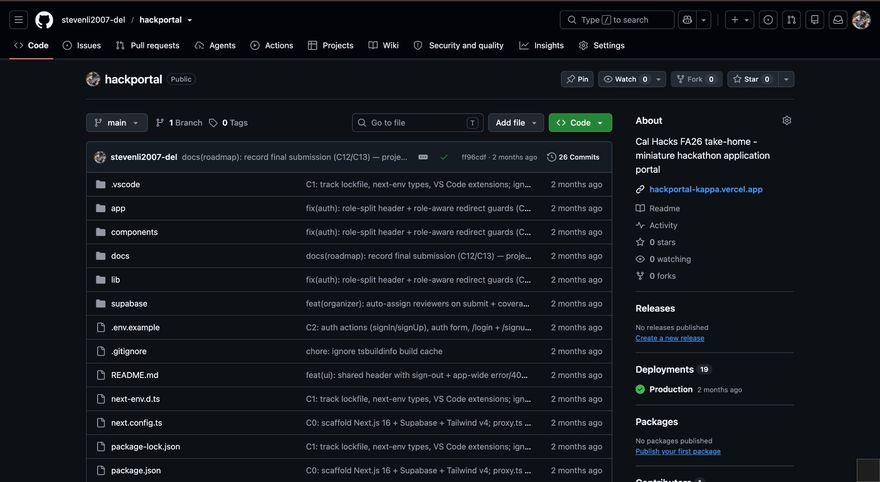 stevenli2007-del / hackportal
Type / to search
Code Issues Pull requests Agents Actions Projects Wiki Security and quality Insights Settings
hackportal Public
Pin Watch 0 Fork 0 Star 0
main 1 Branch 0 Tags Go to file T Add file Code
stevenli2007-del docs(roadmap): record final submission (C12/C13) — proje... ff96cdf · 2 months ago 26 Commits
.vscode C1: track lockfile, next-env types, VS Code extensions; ign... 2 months ago
app fix(auth): role-split header + role-aware redirect guards (C... 2 months ago
components fix(auth): role-split header + role-aware redirect guards (C... 2 months ago
docs docs(roadmap): record final submission (C12/C13) — proje... 2 months ago
lib fix(auth): role-split header + role-aware redirect guards (C... 2 months ago
supabase feat(organizer): auto-assign reviewers on submit + covera... 2 months ago
.env.example C2: auth actions (signIn/signUp), auth form, /login + /signu... 2 months ago
.gitignore chore: ignore tsbuildinfo build cache 2 months ago
README.md feat(ui): shared header with sign-out + app-wide error/40... 2 months ago
next-env.d.ts C1: track lockfile, next-env types, VS Code extensions; ign... 2 months ago
next.config.ts C0: scaffold Next.js 16 + Supabase + Tailwind v4; proxy.ts ... 2 months ago
package-lock.json C1: track lockfile, next-env types, VS Code extensions; ign... 2 months ago
package.json C0: scaffold Next.js 16 + Supabase + Tailwind v4; proxy.ts ... 2 months ago
About
Cal Hacks FA26 take-home -
miniature hackathon application
portal
hackportal-kappa.vercel.app
Readme
Activity
0 stars
0 watching
0 forks
Releases
No releases published
Create a new release
Deployments 19
Production 2 months ago
Packages
No packages published
Publish your first package